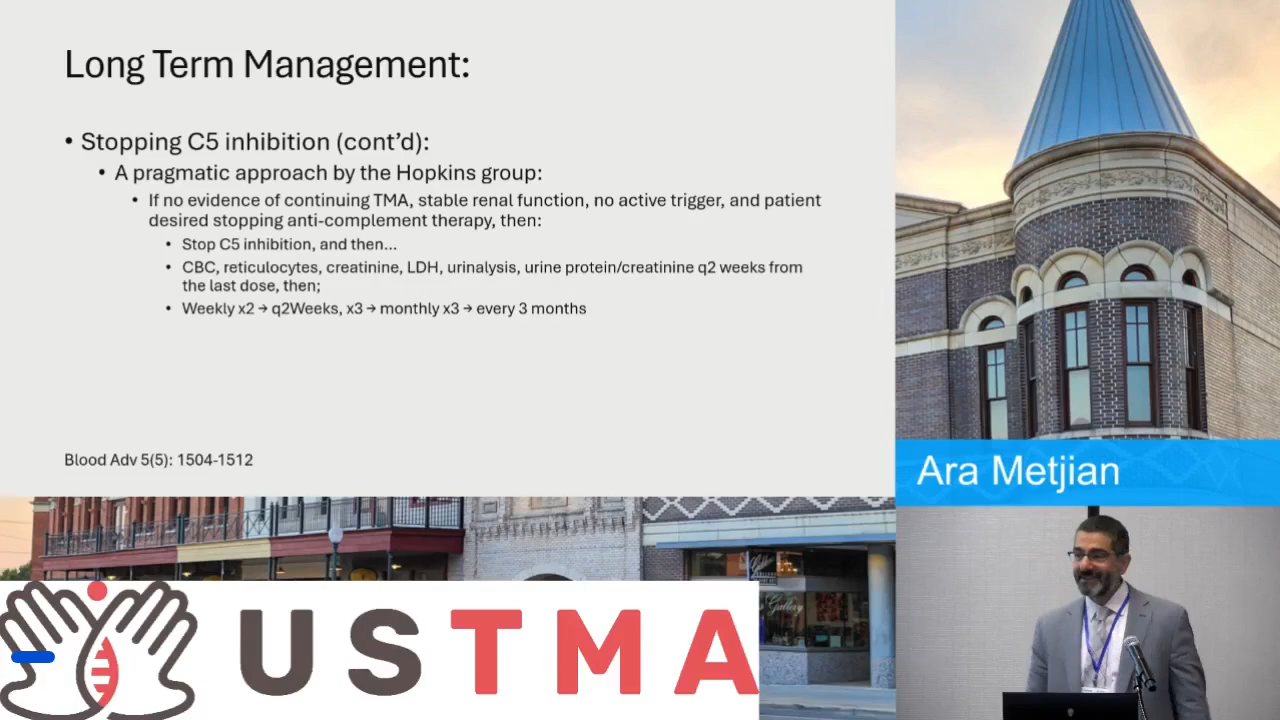 Long Term Management:
• Stopping C5 inhibition (cont’d):
• A pragmatic approach by the Hopkins group:
• If no evidence of continuing TMA, stable renal function, no active trigger, and patient
desired stopping anti-complement therapy, then:
• Stop C5 inhibition, and then…
• CBC, reticulocytes, creatinine, LDH, urinalysis, urine protein/creatinine q2 weeks from
the last dose, then;
• Weekly x2 → q2Weeks, x3 → monthly x3 → every 3 months
Blood Adv 5(5): 1504-1512
Ara Metjian
Gallery
USTMA